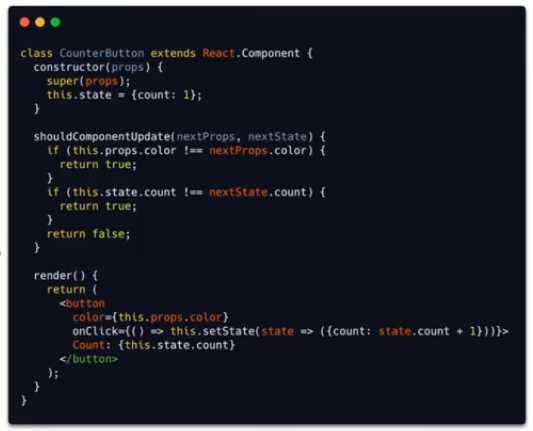 class CounterButton extends React.Component {
  constructor(props) {
    super(props);
    this.state = {count: 1};
  }

  shouldComponentUpdate(nextProps, nextState) {
    if (this.props.color !== nextProps.color) {
      return true;
    }
    if (this.state.count !== nextState.count) {
      return true;
    }
    return false;
  }

  render() {
    return (
      <button
        color={this.props.color}
        onClick={() => this.setState(state => ({count: state.count + 1}))}>
        Count: {this.state.count}
      </button>
    );
  }
}